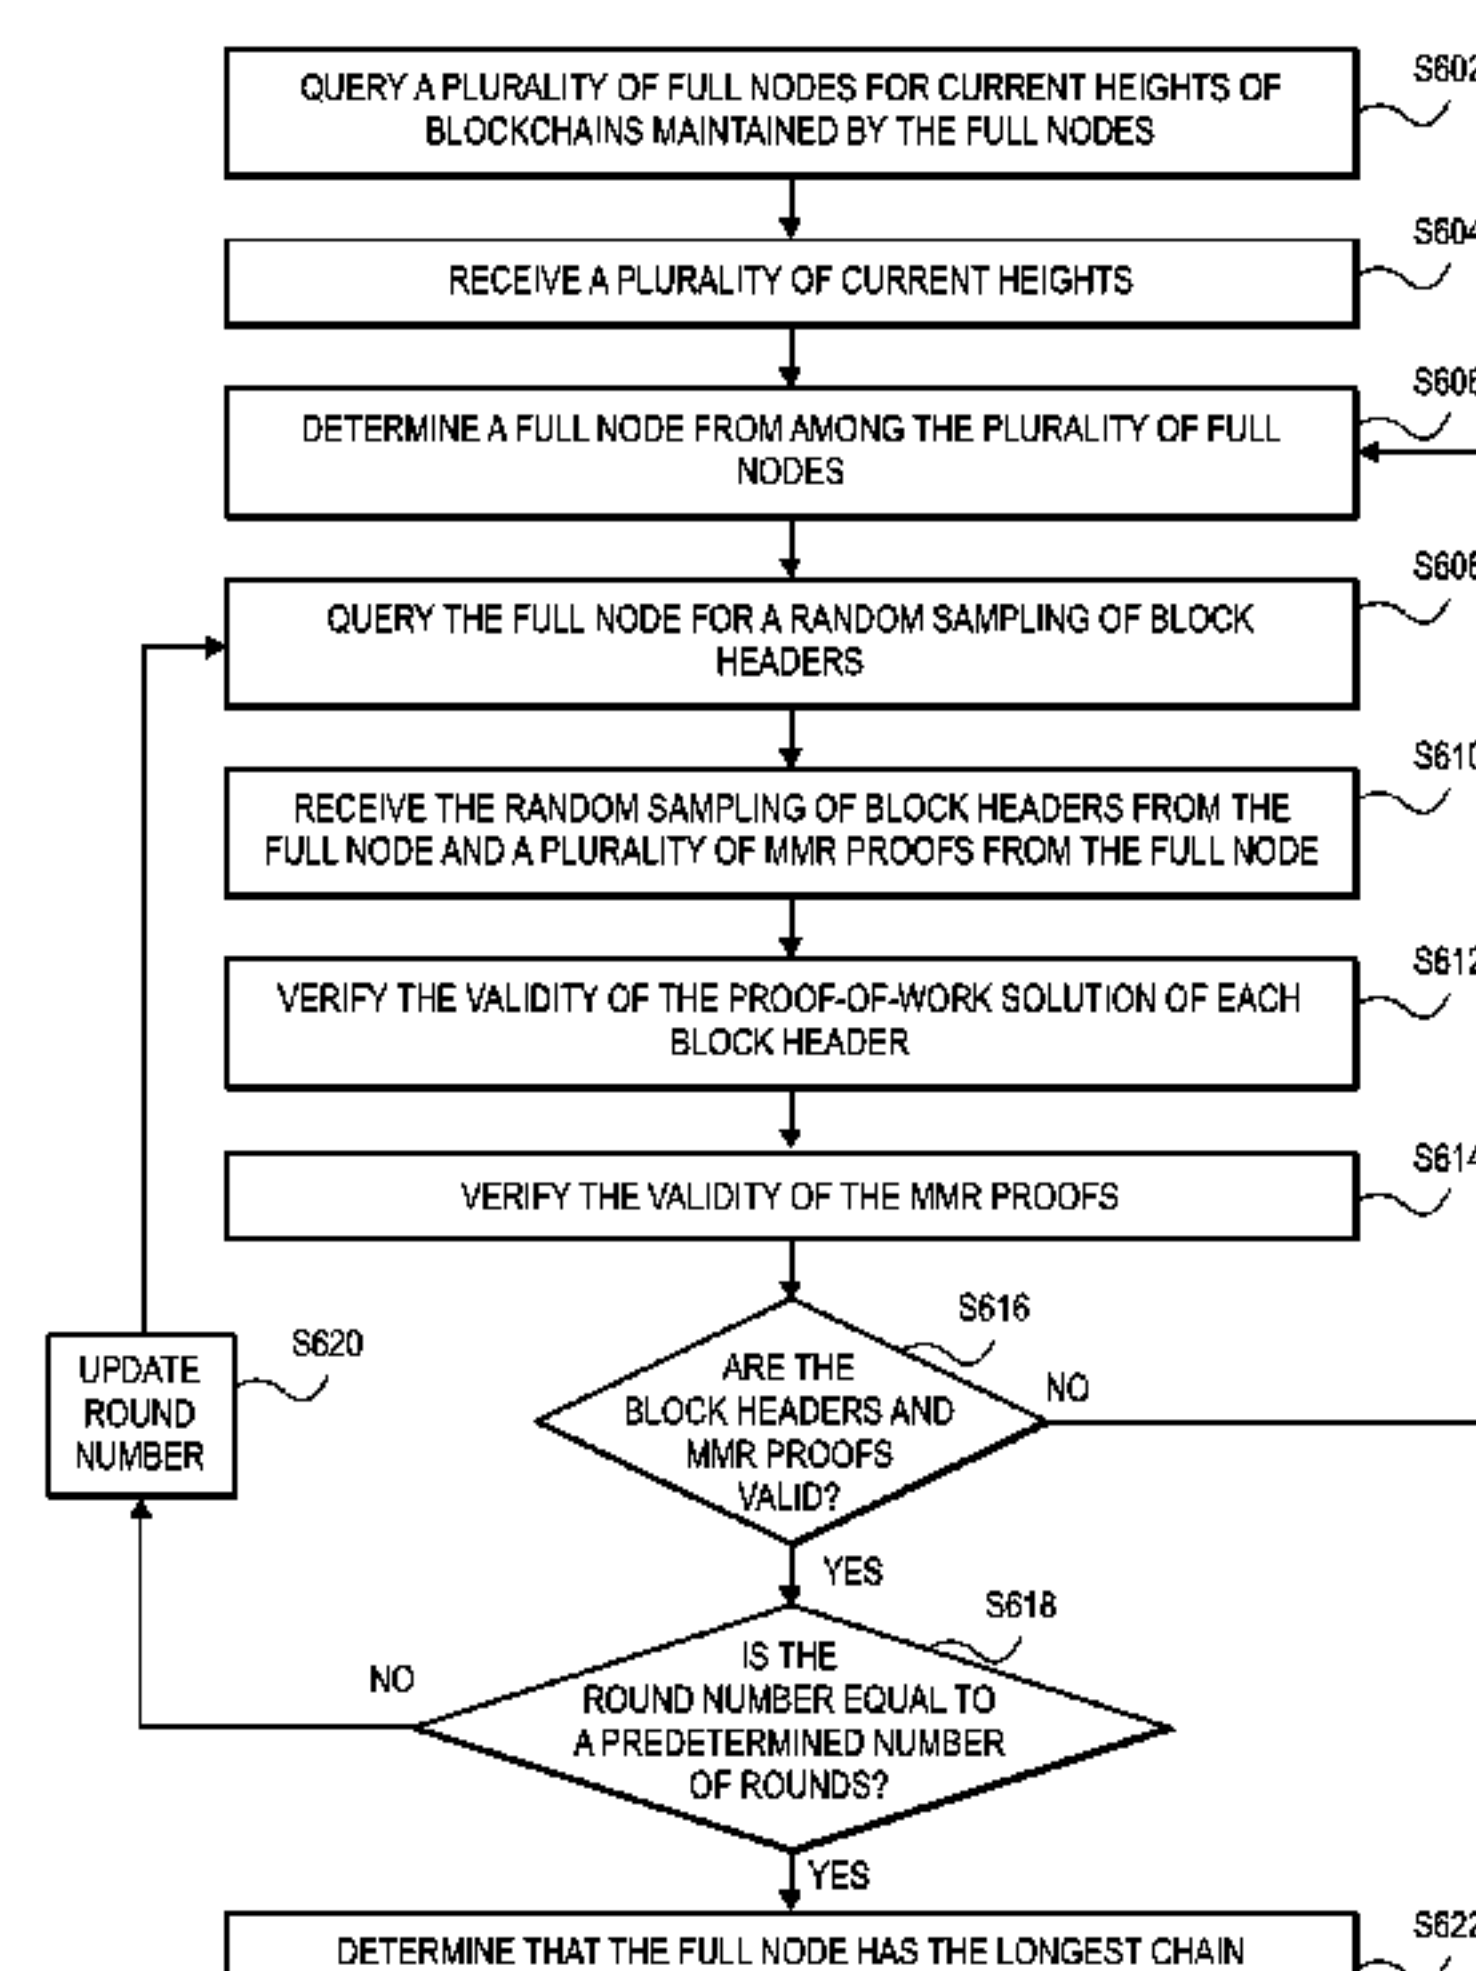 S602
QUERY A PLURALITY OF FULL NODES FOR CURRENT HEIGHTS OF
BLOCKCHAINS MAINTAINED BY THE FULL NODES
S604
RECEIVE A PLURALITY OF CURRENT HEIGHTS
S606
DETERMINE A FULL NODE FROM AMONG THE PLURALITY OF FULL
NODES
QUERY THE FULL NODE FOR A RANDOM SAMPLING OF BLOCK
HEADERS
S610
RECEIVE THE RANDOM SAMPLING OF BLOCK HEADERS FROM THE
FULL NODE AND A PLURALITY OF MMR PROOFS FROM THE FULL NODE
S612
VERIFY THE VALIDITY OF THE PROOF-OF-WORK SOLUTION OF EACH
BLOCK HEADER
S614
VERIFY THE VALIDITY OF THE MMR PROOFS
S616
ARE THE
BLOCK HEADERS AND
MMR PROOFS
VALID?
NO
YES
S620
UPDATE
ROUND
NUMBER
S618
IS THE
ROUND NUMBER EQUAL TO
A PREDETERMINED NUMBER
OF ROUNDS?
NO
YES
S622
DETERMINE THAT THE FULL NODE HAS THE LONGEST CHAIN